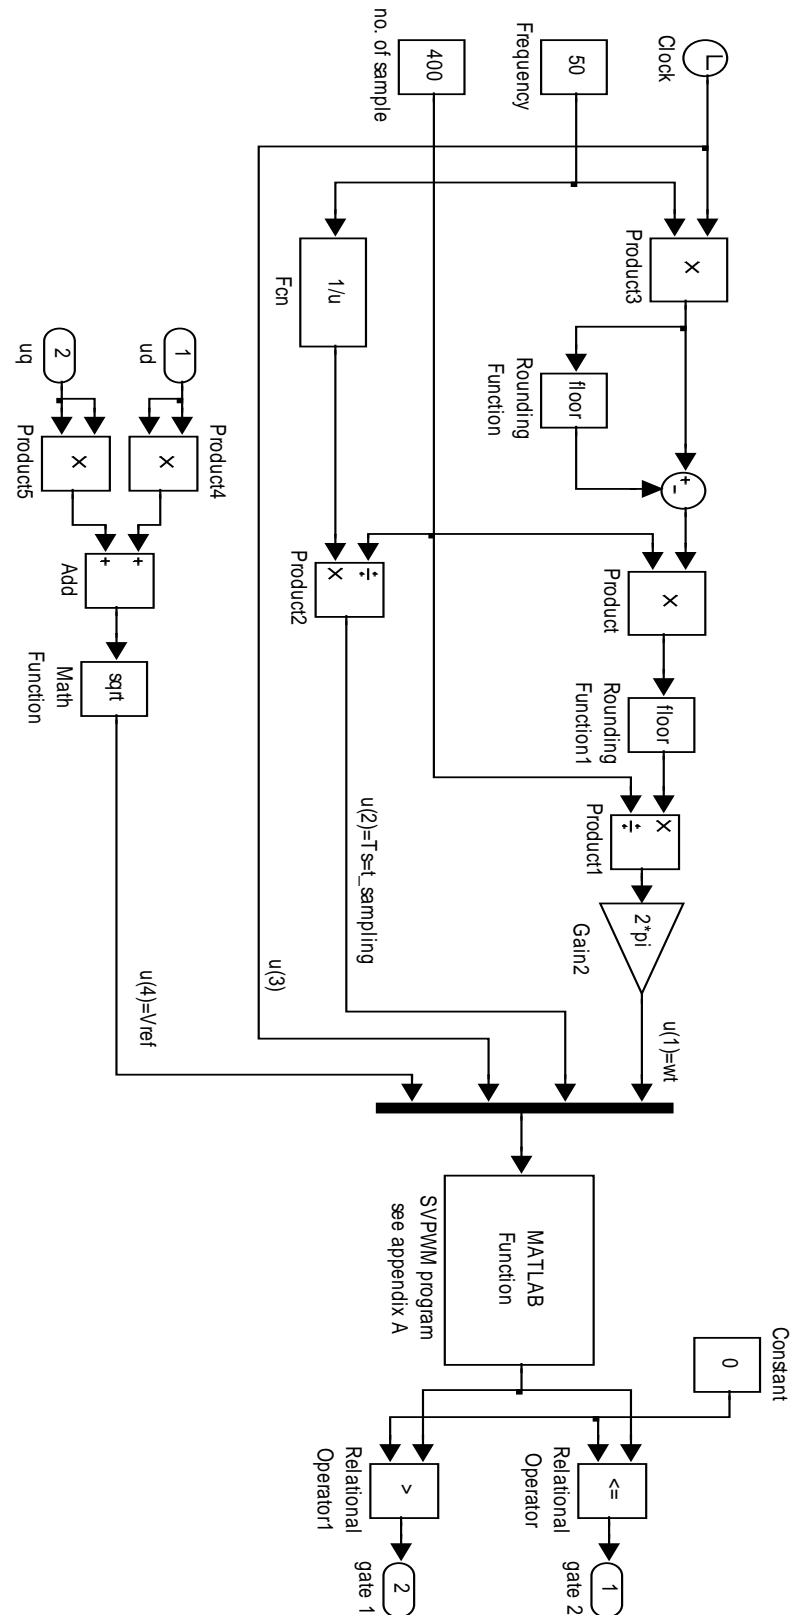 Constant
0
Clock
Frequency
50
no. of sample
400
X
Product3
floor
Rounding
Function
+
-
X
Product
floor
Rounding
Function1
X
÷
Product1
2*pi
Gain2
u(1)=wt
1/u
Fcn
÷
X
Product2
u(2)=Ts=t_sampling
u(3)
1
ud
X
Product4
2
uq
X
Product5
+
+
Add
sqrt
Math
Function
u(4)=Vref
MATLAB
Function
SVPWM program
see appendix A
<=
Relational
Operator
1
gate 2
>
Relational
Operator1
2
gate 1